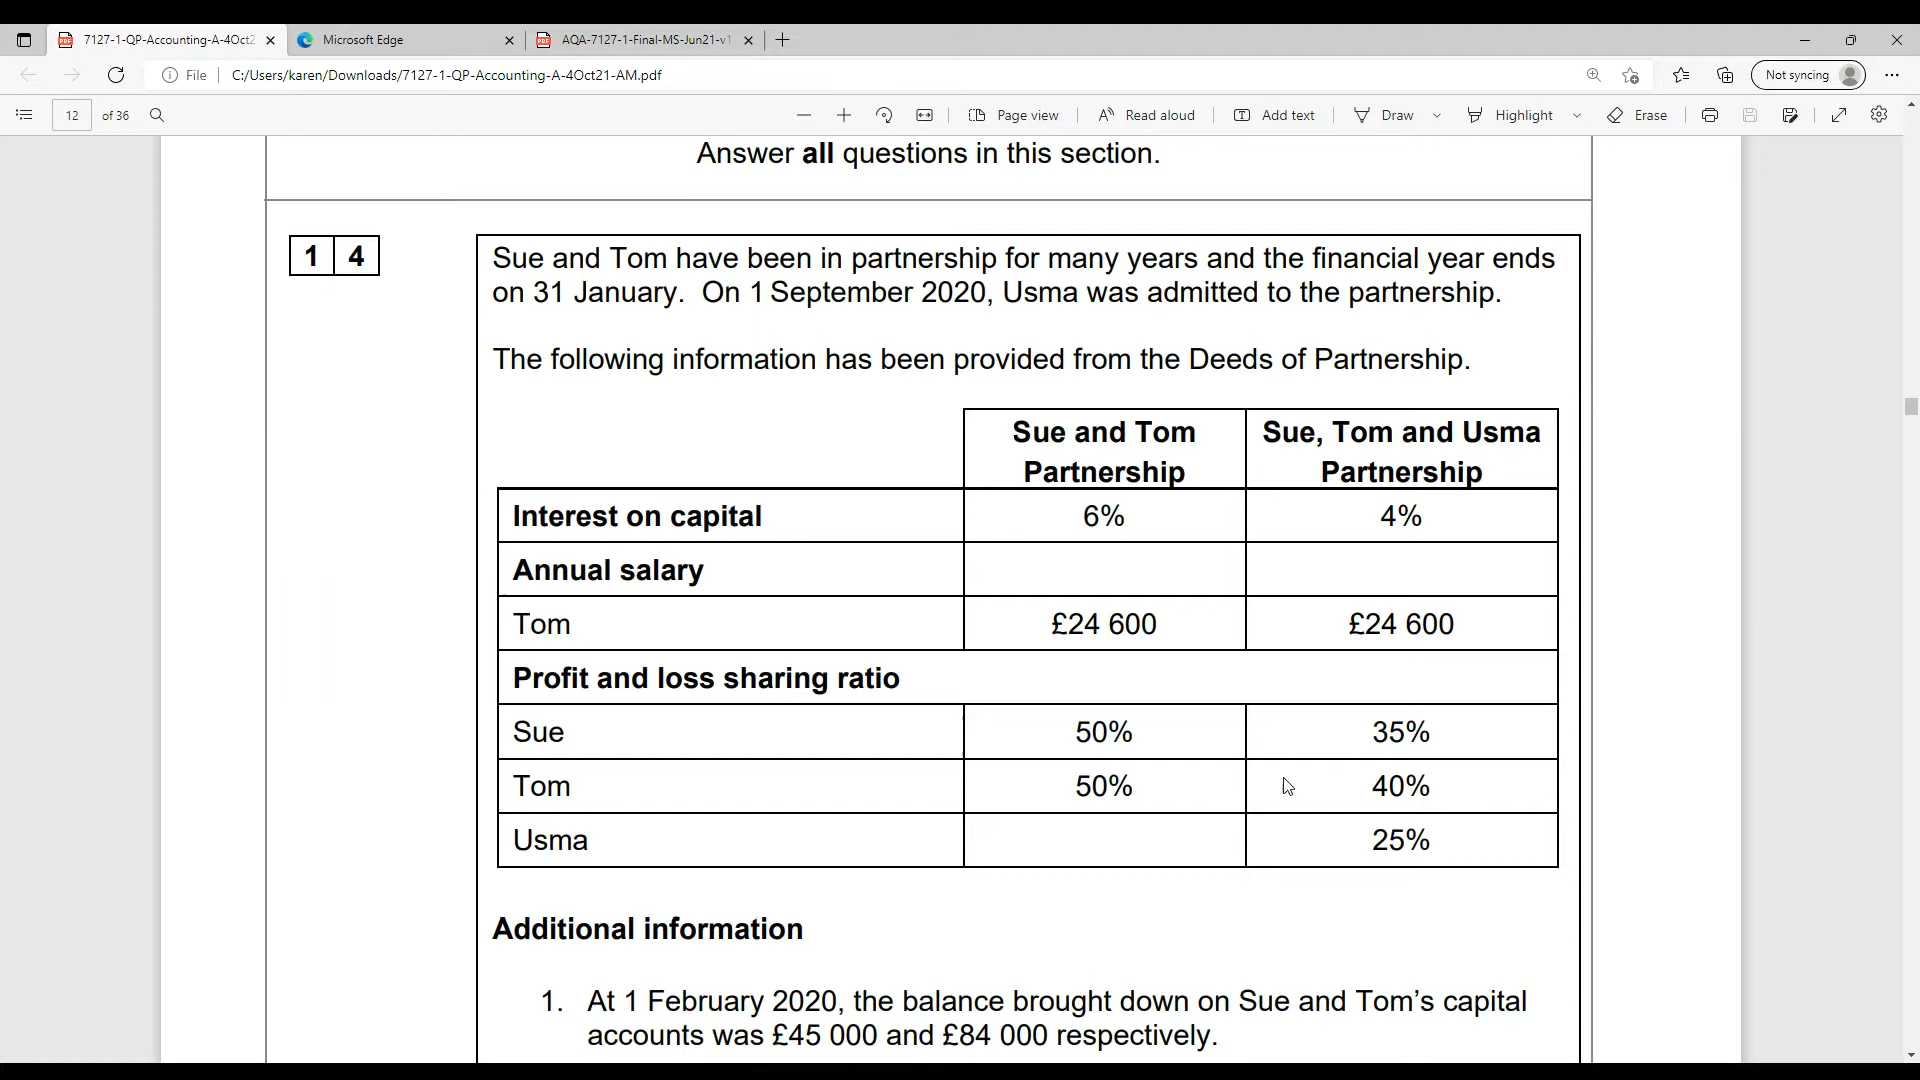 7127-1-QP-Accounting-A-4Oct2
Microsoft Edge
AQA-7127-1-Final-MS-Jun21-v1
File
C:/Users/karen/Downloads/7127-1-QP-Accounting-A-4Oct21-AM.pdf
Not syncing
12 of 36
Page view
Read aloud
Add text
Draw
Highlight
Erase
Answer all questions in this section.
1 4
Sue and Tom have been in partnership for many years and the financial year ends
on 31 January. On 1 September 2020, Usma was admitted to the partnership.
The following information has been provided from the Deeds of Partnership.
Sue and Tom Partnership
Sue, Tom and Usma Partnership
Interest on capital 6% 4%
Annual salary
Tom £24 600 £24 600
Profit and loss sharing ratio
Sue 50% 35%
Tom 50% 40%
Usma 25%
Additional information
1. At 1 February 2020, the balance brought down on Sue and Tom’s capital
accounts was £45 000 and £84 000 respectively.